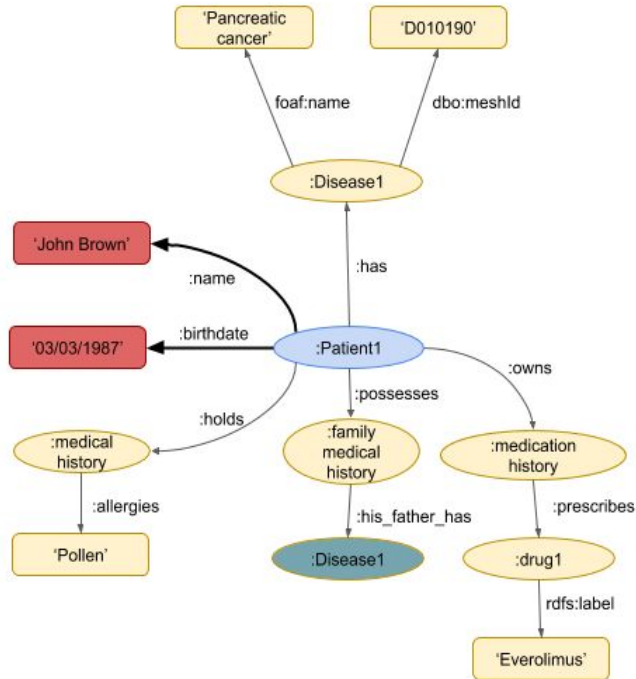 ‘Pancreatic
cancer’
‘D010190’
foaf:name
dbo:meshId
:Disease1
‘John Brown’
:has
:name
‘03/03/1987’
:birthdate
:Patient1
:owns
:possesses
:holds
:medical
history
:family
medical
history
:medication
history
:allergies
:his_father_has
:prescribes
‘Pollen’
:Disease1
:drug1
rdfs:label
‘Everolimus’